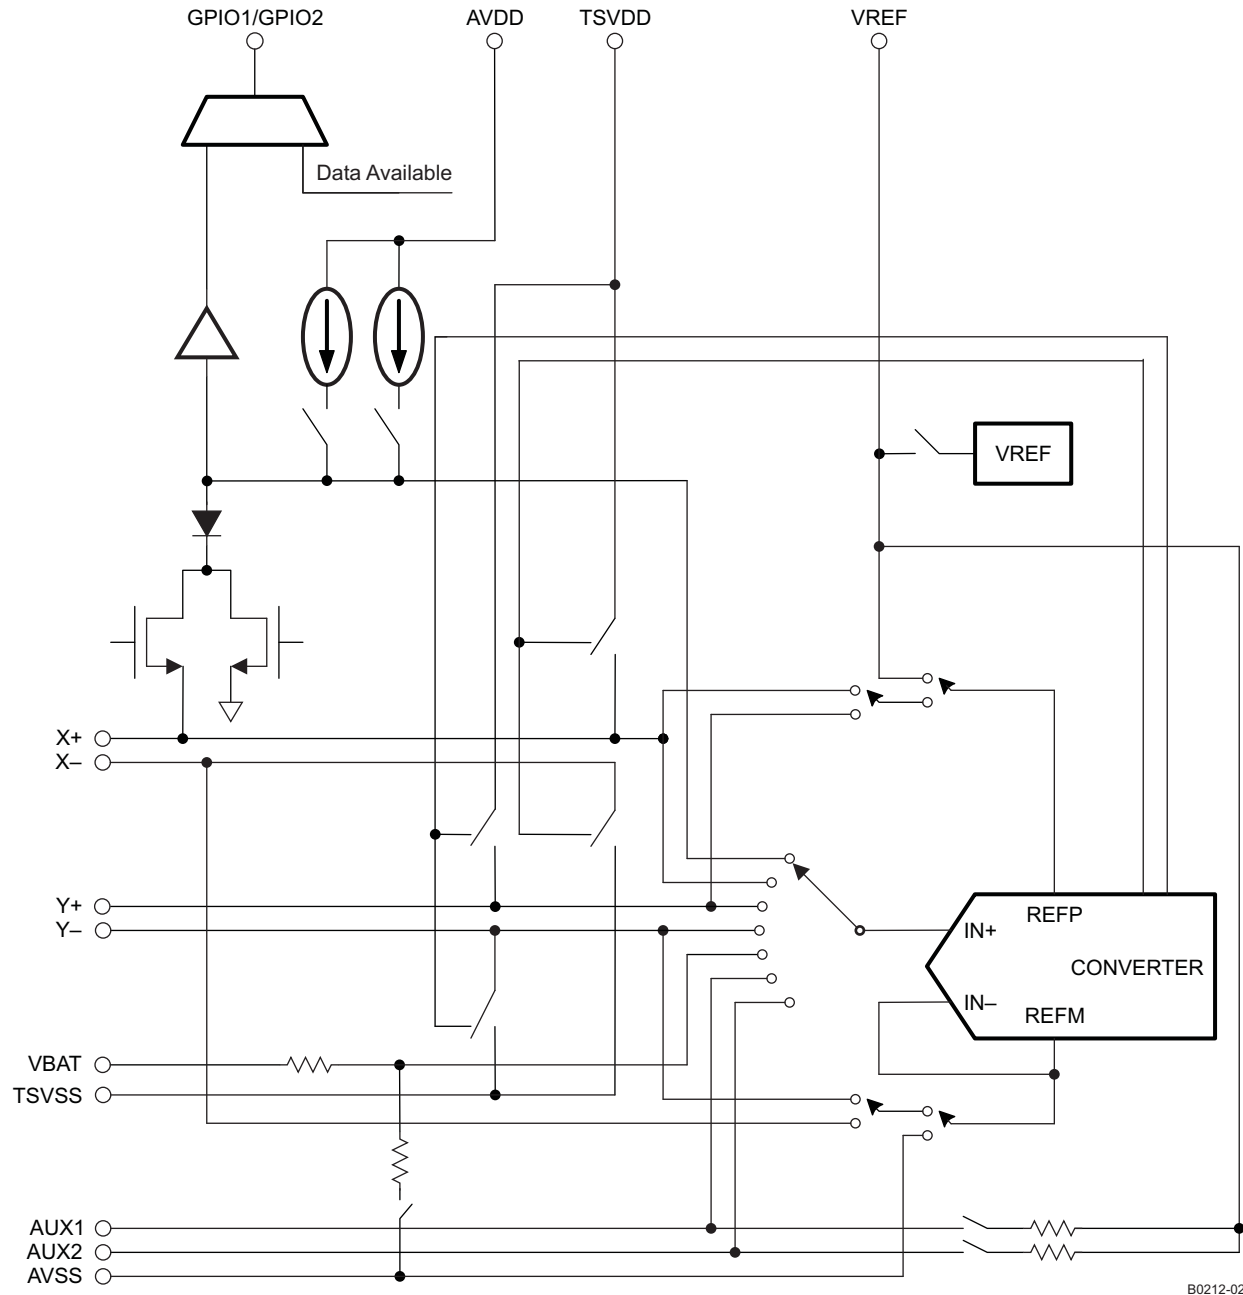 GPIO1/GPIO2
AVDD
TSVDD
VREF
Data Available
VREF
X+
X–
Y+
Y–
REFP
IN+
CONVERTER
IN–
REFM
VBAT
TSVSS
AUX1
AUX2
AVSS
B0212-02